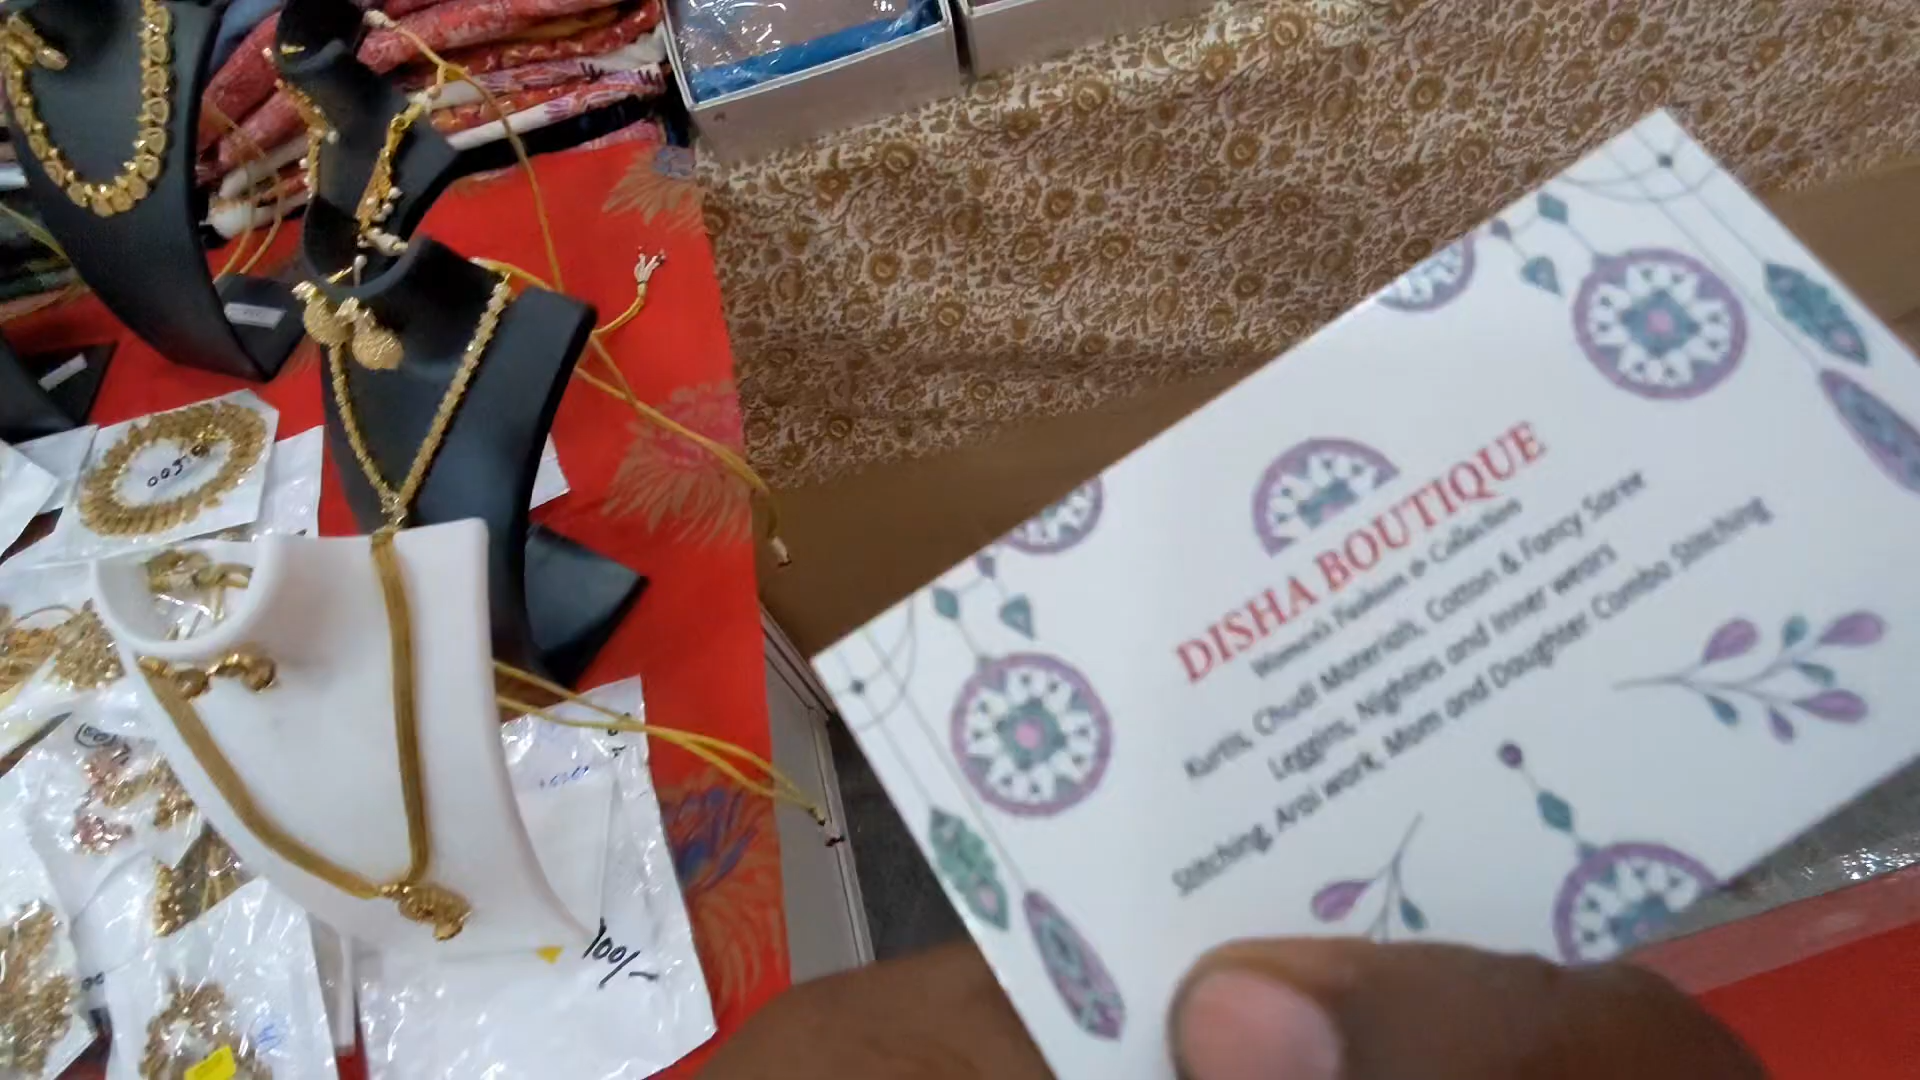 DISHA BOUTIQUE
Women's Fashion & Collection
Kurtis, Chudi Materials, Cotton & Fancy Saree
Leggins, Nighties and Inner wears
Stitching, Arai work, Mom and Daughter Combo Stitching
100/-